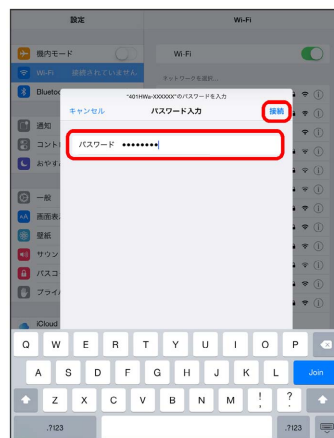 設定
Wi-Fi
機内モード
Wi-Fi
Wi-Fi 接続されていません
ネットワークを選択...
Bluetoo
"401HWa-XXXXXX"のパスワードを入力
キャンセル
パスワード入力
接続
通知
コント
おやす
パスワード ●●●●●●●●
一般
AA 画面表
壁紙
サウン
パスコ
プライ
iCloud
Q W E R T Y U I O P
A S D F G H J K L Join
Z X C V B N M ! , ? .
.?123 .?123